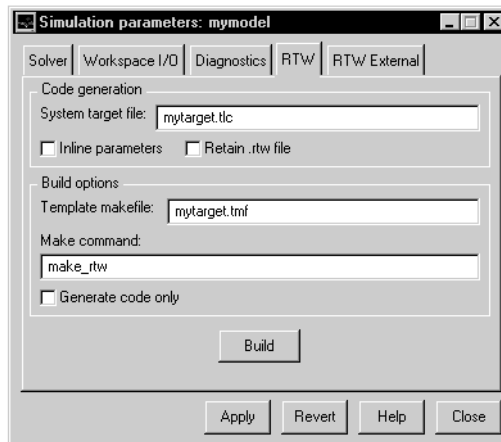 Simulation parameters: mymodel
Solver Workspace I/O Diagnostics RTW RTW External
Code generation
System target file: mytarget.tlc
Inline parameters Retain .rtw file
Build options
Template makefile: mytarget.tmf
Make command:
make_rtw
Generate code only
Build
Apply Revert Help Close